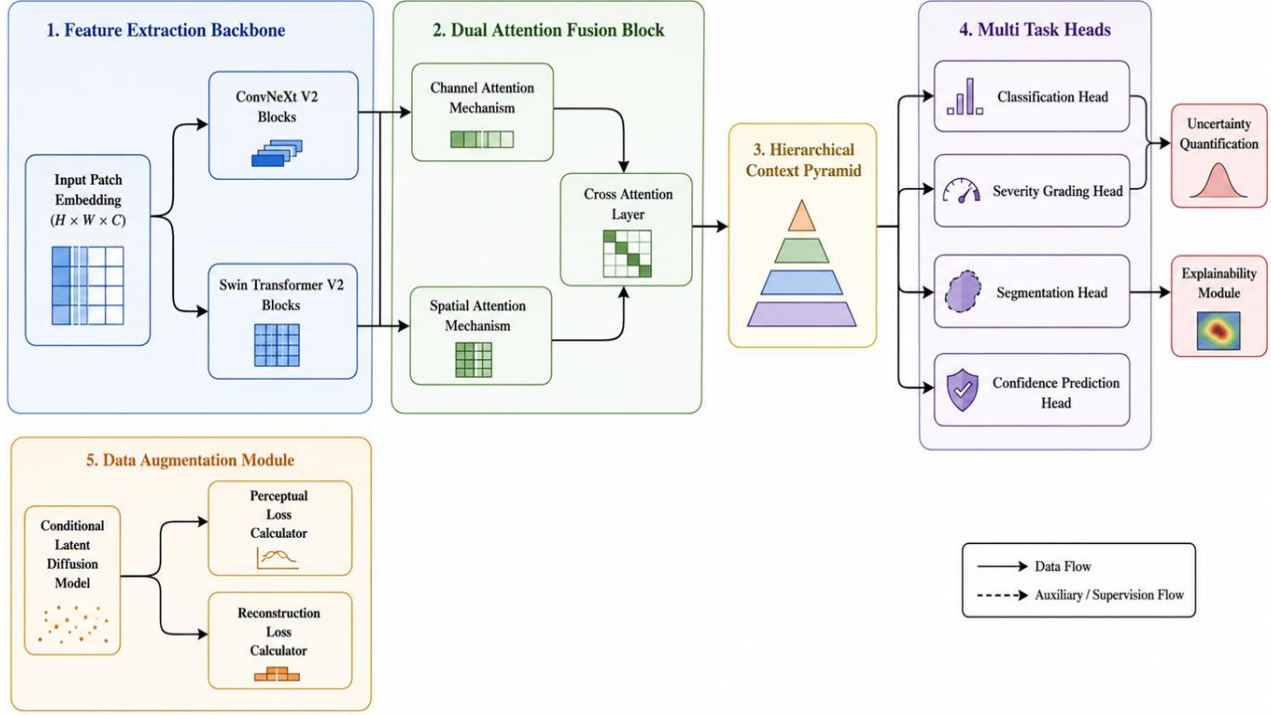 1. Feature Extraction Backbone
Input Patch
Embedding
(H × W × C)
ConvNeXt V2
Blocks
Swin Transformer V2
Blocks
2. Dual Attention Fusion Block
Channel Attention
Mechanism
Spatial Attention
Mechanism
Cross Attention
Layer
3. Hierarchical
Context Pyramid
4. Multi Task Heads
Classification Head
Severity Grading Head
Segmentation Head
Confidence Prediction
Head
Uncertainty
Quantification
Explainability
Module
5. Data Augmentation Module
Conditional
Latent
Diffusion
Model
Perceptual
Loss
Calculator
Reconstruction
Loss
Calculator
Data Flow
Auxiliary / Supervision Flow